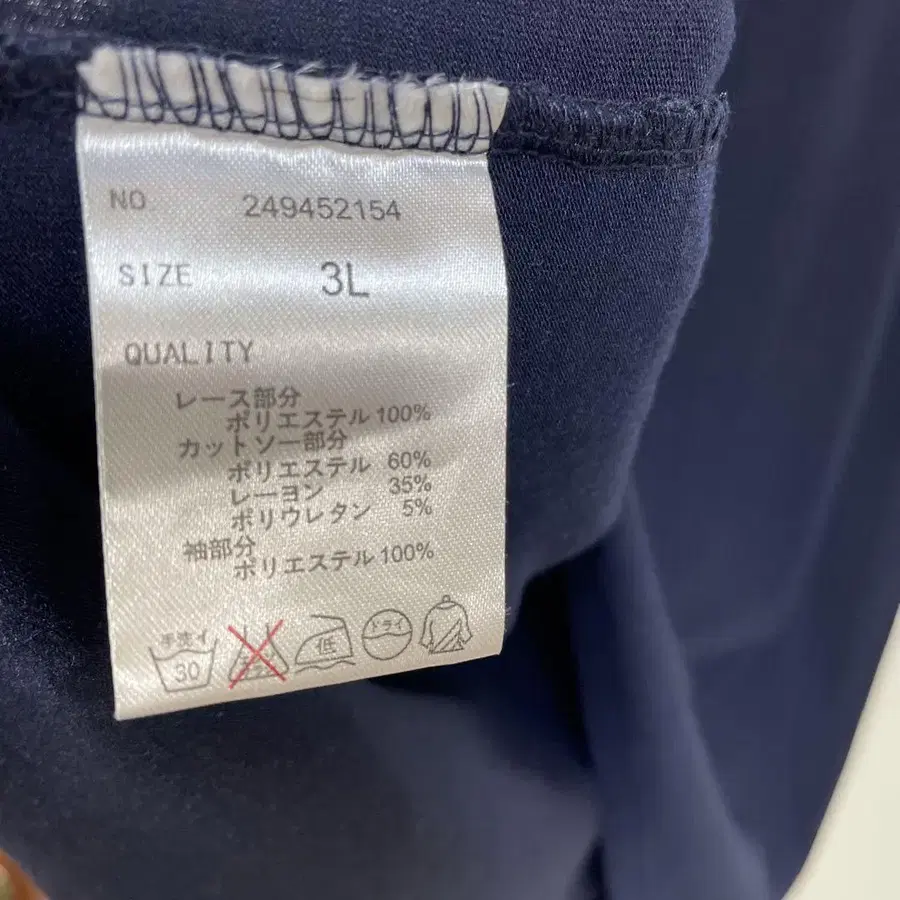 NO 249452154
SIZE 3L
QUALITY
レース部分
ポリエステル 100%
カットソー部分
ポリエステル 60%
レーヨン 35%
ポリウレタン 5%
袖部分
ポリエステル 100%
手洗イ
30
低
ドライ